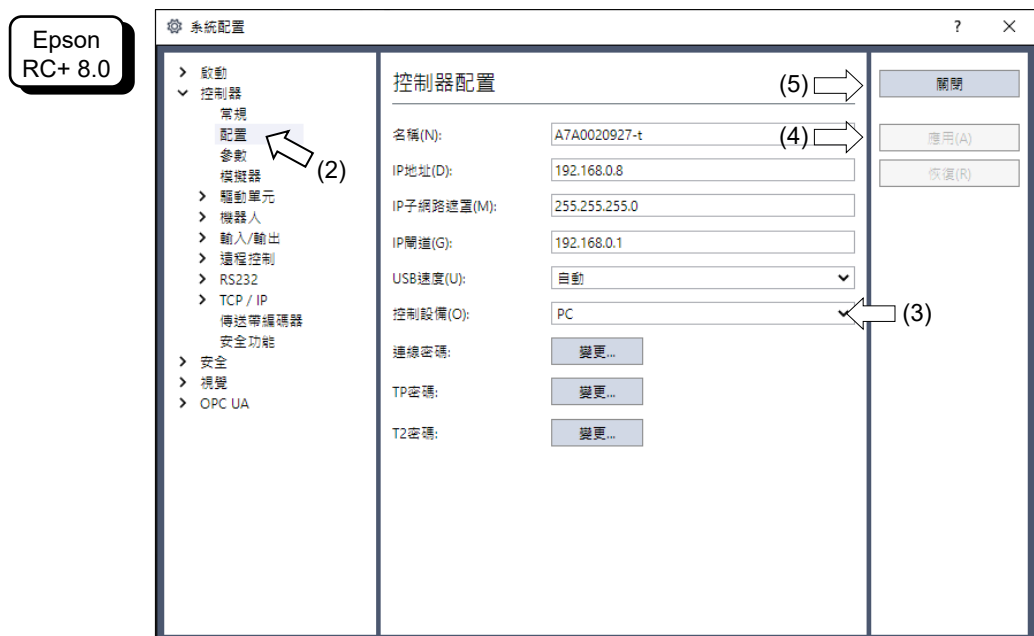 Epson
RC+ 8.0
系統配置
?
啟動
控制器
常規
配置
(2)
參數
模擬器
驅動單元
機器人
輸入/輸出
遠程控制
RS232
TCP / IP
傳送帶編碼器
安全功能
安全
視覺
OPC UA
控制器配置
名稱(N): A7A0020927-t
IP地址(D): 192.168.0.8
IP子網路遮置(M): 255.255.255.0
IP閘道(G): 192.168.0.1
USB速度(U): 自動
控制設備(O): PC
(3)
連線密碼: 變更...
TP密碼: 變更...
T2密碼: 變更...
(5)
關閉
(4)
應用(A)
恢復(R)